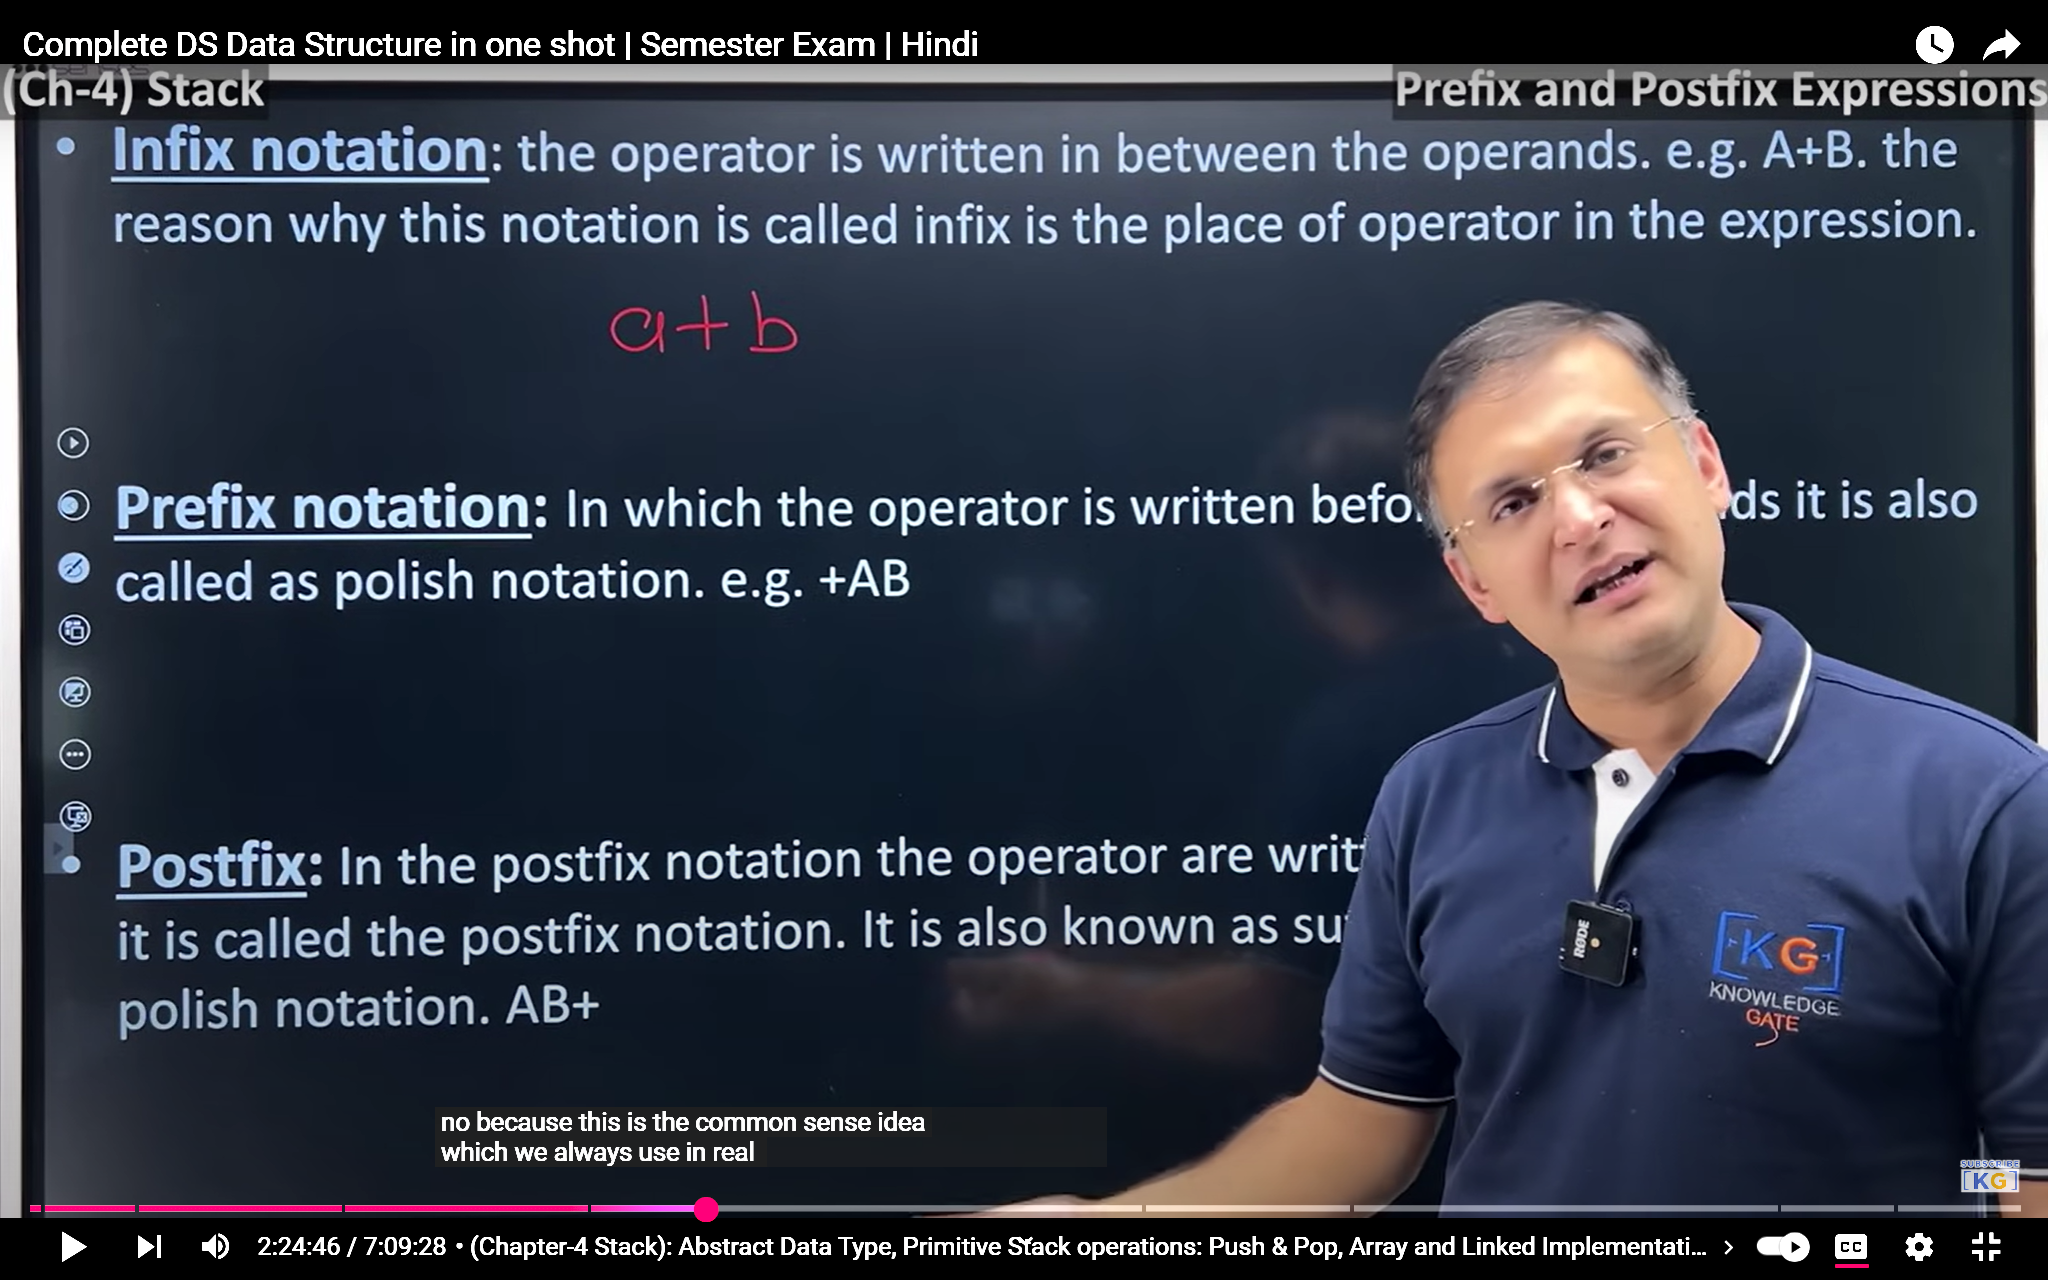 Complete DS Data Structure in one shot | Semester Exam | Hindi
(Ch-4) Stack
Prefix and Postfix Expressions
• Infix notation: the operator is written in between the operands. e.g. A+B. the
reason why this notation is called infix is the place of operator in the expression.
a+b
Prefix notation: In which the operator is written befo ds it is also
called as polish notation. e.g. +AB
• Postfix: In the postfix notation the operator are writ
it is called the postfix notation. It is also known as su
polish notation. AB+
RØDE
KG
KNOWLEDGE
GATE
no because this is the common sense idea
which we always use in real
SUBSCRIBE
KG
2:24:46 / 7:09:28 • (Chapter-4 Stack): Abstract Data Type, Primitive Stack operations: Push & Pop, Array and Linked Implementati...
CC